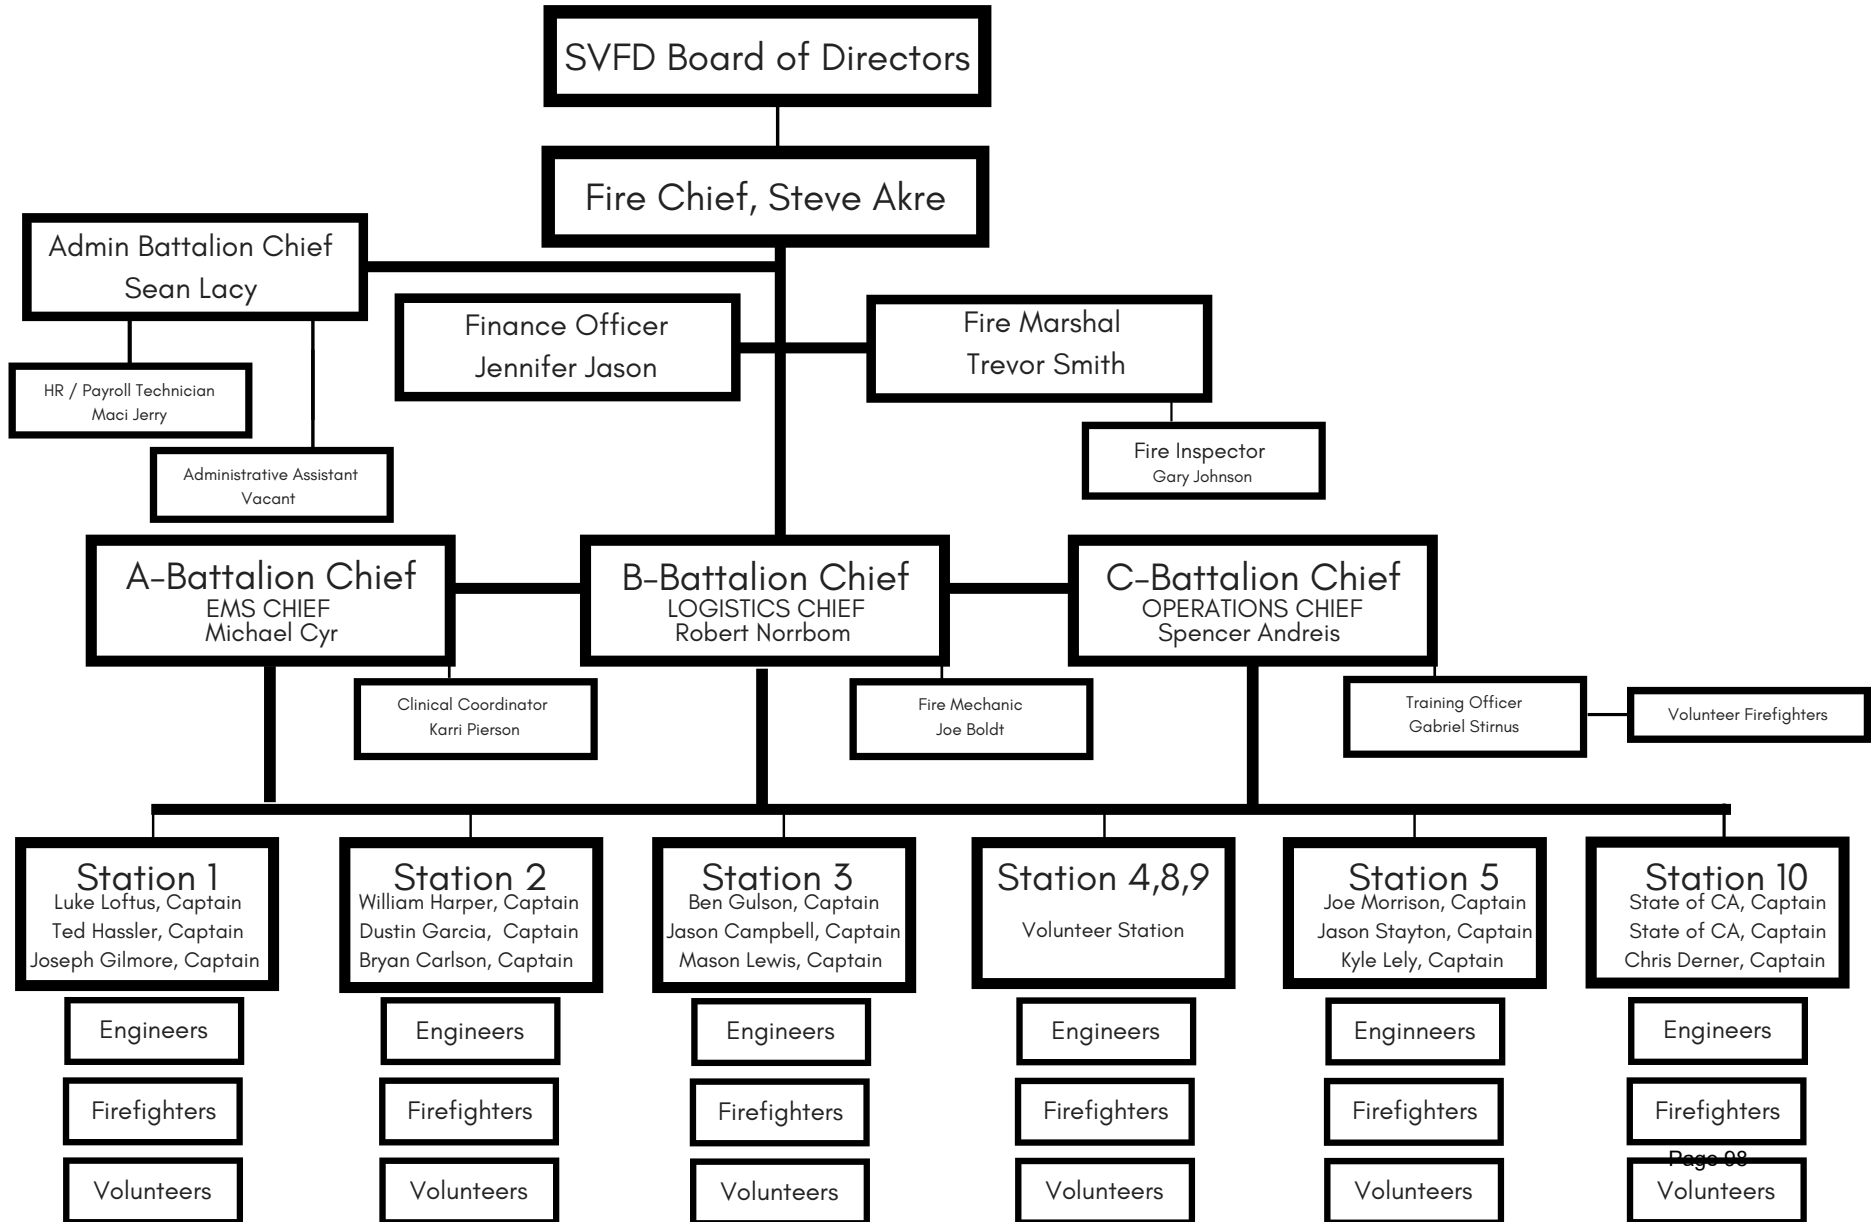 SVFD Board of Directors
Fire Chief, Steve Akre
Admin Battalion Chief
Sean Lacy
Finance Officer
Jennifer Jason
Fire Marshal
Trevor Smith
HR / Payroll Technician
Maci Jerry
Administrative Assistant
Vacant
Fire Inspector
Gary Johnson
A-Battalion Chief
EMS CHIEF
Michael Cyr
B-Battalion Chief
LOGISTICS CHIEF
Robert Norrbom
C-Battalion Chief
OPERATIONS CHIEF
Spencer Andreis
Clinical Coordinator
Karri Pierson
Fire Mechanic
Joe Boldt
Training Officer
Gabriel Stirnus
Volunteer Firefighters
Station 1
Luke Loftus, Captain
Ted Hassler, Captain
Joseph Gilmore, Captain
Station 2
William Harper, Captain
Dustin Garcia, Captain
Bryan Carlson, Captain
Station 3
Ben Gulson, Captain
Jason Campbell, Captain
Mason Lewis, Captain
Station 4,8,9
Volunteer Station
Station 5
Joe Morrison, Captain
Jason Stayton, Captain
Kyle Lely, Captain
Station 10
State of CA, Captain
State of CA, Captain
Chris Derner, Captain
Engineers
Engineers
Engineers
Engineers
Enginneers
Engineers
Firefighters
Firefighters
Firefighters
Firefighters
Firefighters
Firefighters
Page 98
Volunteers
Volunteers
Volunteers
Volunteers
Volunteers
Volunteers